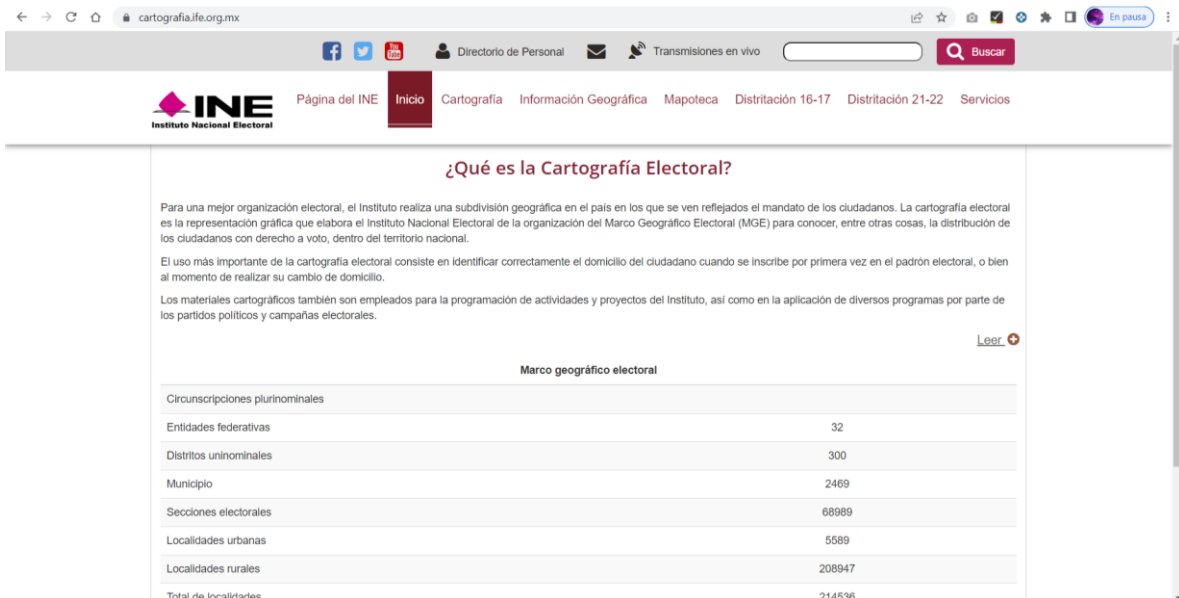 cartografia.ife.org.mx
En pausa
You Tube
Directorio de Personal
Transmisiones en vivo
Buscar
INE
Instituto Nacional Electoral
Página del INE Inicio Cartografía Información Geográfica Mapoteca Distritación 16-17 Distritación 21-22 Servicios
¿Qué es la Cartografía Electoral?
Para una mejor organización electoral, el Instituto realiza una subdivisión geográfica en el país en los que se ven reflejados el mandato de los ciudadanos. La cartografía electoral
es la representación gráfica que elabora el Instituto Nacional Electoral de la organización del Marco Geográfico Electoral (MGE) para conocer, entre otras cosas, la distribución de
los ciudadanos con derecho a voto, dentro del territorio nacional.
El uso más importante de la cartografía electoral consiste en identificar correctamente el domicilio del ciudadano cuando se inscribe por primera vez en el padrón electoral, o bien
al momento de realizar su cambio de domicilio.
Los materiales cartográficos también son empleados para la programación de actividades y proyectos del Instituto, así como en la aplicación de diversos programas por parte de
los partidos políticos y campañas electorales.
Leer
Marco geográfico electoral
Circunscripciones plurinominales
Entidades federativas 32
Distritos uninominales 300
Municipio 2469
Secciones electorales 68989
Localidades urbanas 5589
Localidades rurales 208947
Total de localidades 214536